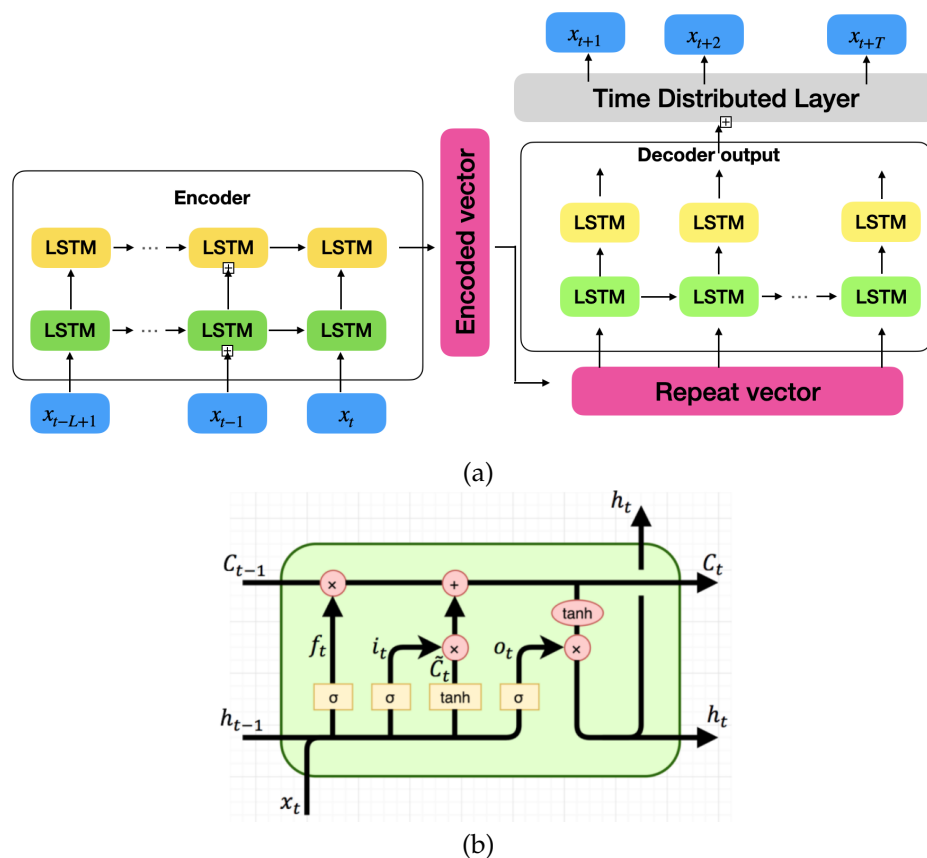 x_{t+1} x_{t+2} x_{t+T}
Time Distributed Layer
Decoder output
Encoder
Encoded vector
LSTM ... LSTM LSTM
LSTM LSTM LSTM
LSTM ... LSTM LSTM
LSTM LSTM ... LSTM
x_{t-L+1} x_{t-1} x_t
Repeat vector
(a)
h_t
C_{t-1} × + C_t
tanh
f_t i_t × o_t ×
C̃_t
σ σ tanh σ
h_{t-1} h_t
x_t
(b)